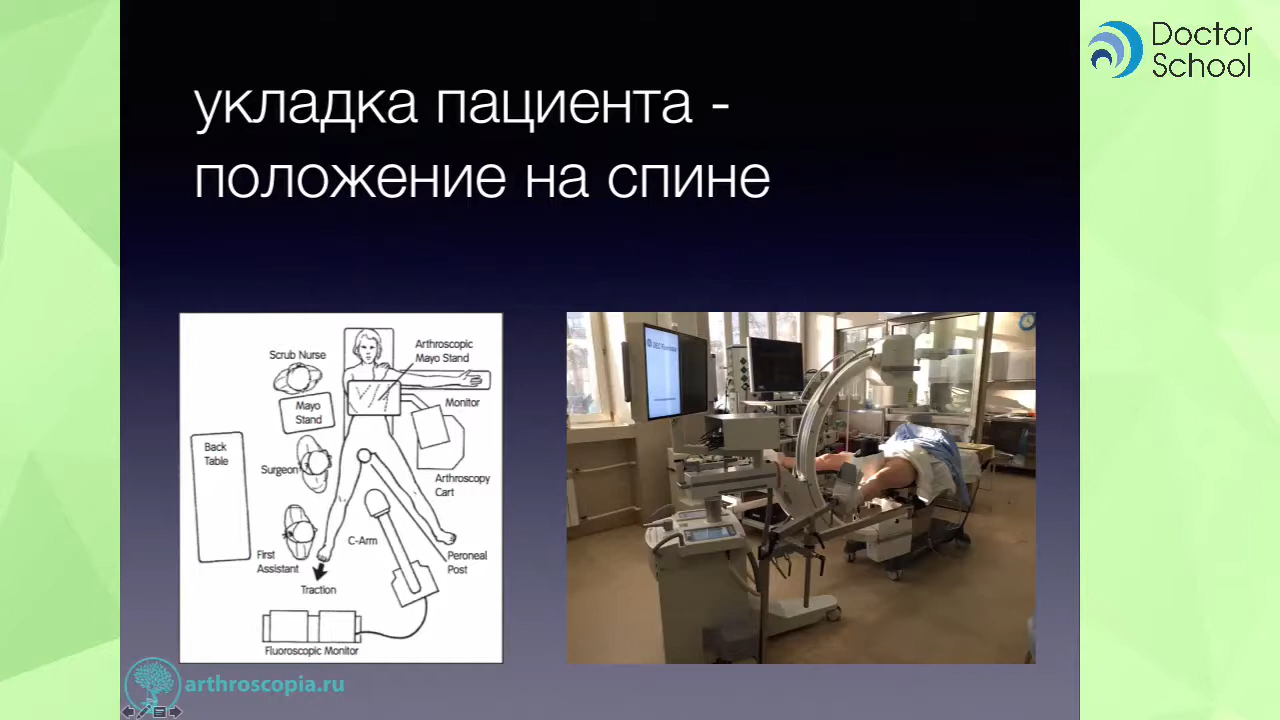 Doctor
School
укладка пациента -
положение на спине
Scrub Nurse
Arthroscopic
Mayo Stand
Mayo
Stand
Monitor
Back
Table
Surgeon
Arthroscopy
Cart
C-Arm
First
Assistant
Peroneal
Post
Traction
Fluoroscopic Monitor
arthroscopia.ru